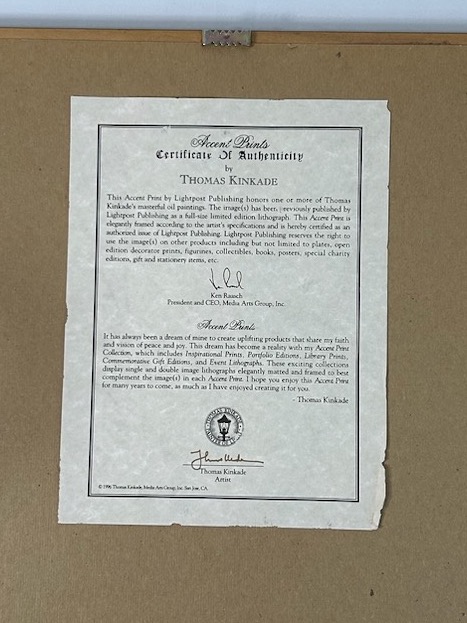 Accent Prints
Certificate Of Authenticity
by
THOMAS KINKADE
This Accent Print by Lightpost Publishing honors one or more of Thomas
Kinkade's masterful oil paintings. The image(s) has been previously published by
Lightpost Publishing as a full-size limited edition lithograph. This Accent Print is
elegantly framed according to the artist's specifications and is hereby certified as an
authorized issue of Lightpost Publishing. Lightpost Publishing reserves the right to
use the image(s) on other products including but not limited to plates, open
edition decorator prints, figurines, collectibles, books, posters, special charity
editions, gift and stationery items, etc.
Ken Raasch
President and CEO, Media Arts Group, Inc.
Accent Prints
It has always been a dream of mine to create uplifting products that share my faith
and vision of peace and joy. This dream has become a reality with my Accent Print
Collection, which includes Inspirational Prints, Portfolio Editions, Library Prints,
Commemorative Gift Editions, and Event Lithographs. These exciting collections
display single and double image lithographs elegantly matted and framed to best
complement the image(s) in each Accent Print. I hope you enjoy this Accent Print
for many years to come, as much as I have enjoyed creating it for you.
- Thomas Kinkade
THOMAS KINKADE
PAINTER OF
Thomas Kinkade
Artist
© 1996 Thomas Kinkade, Media Arts Group, Inc. San Jose, CA